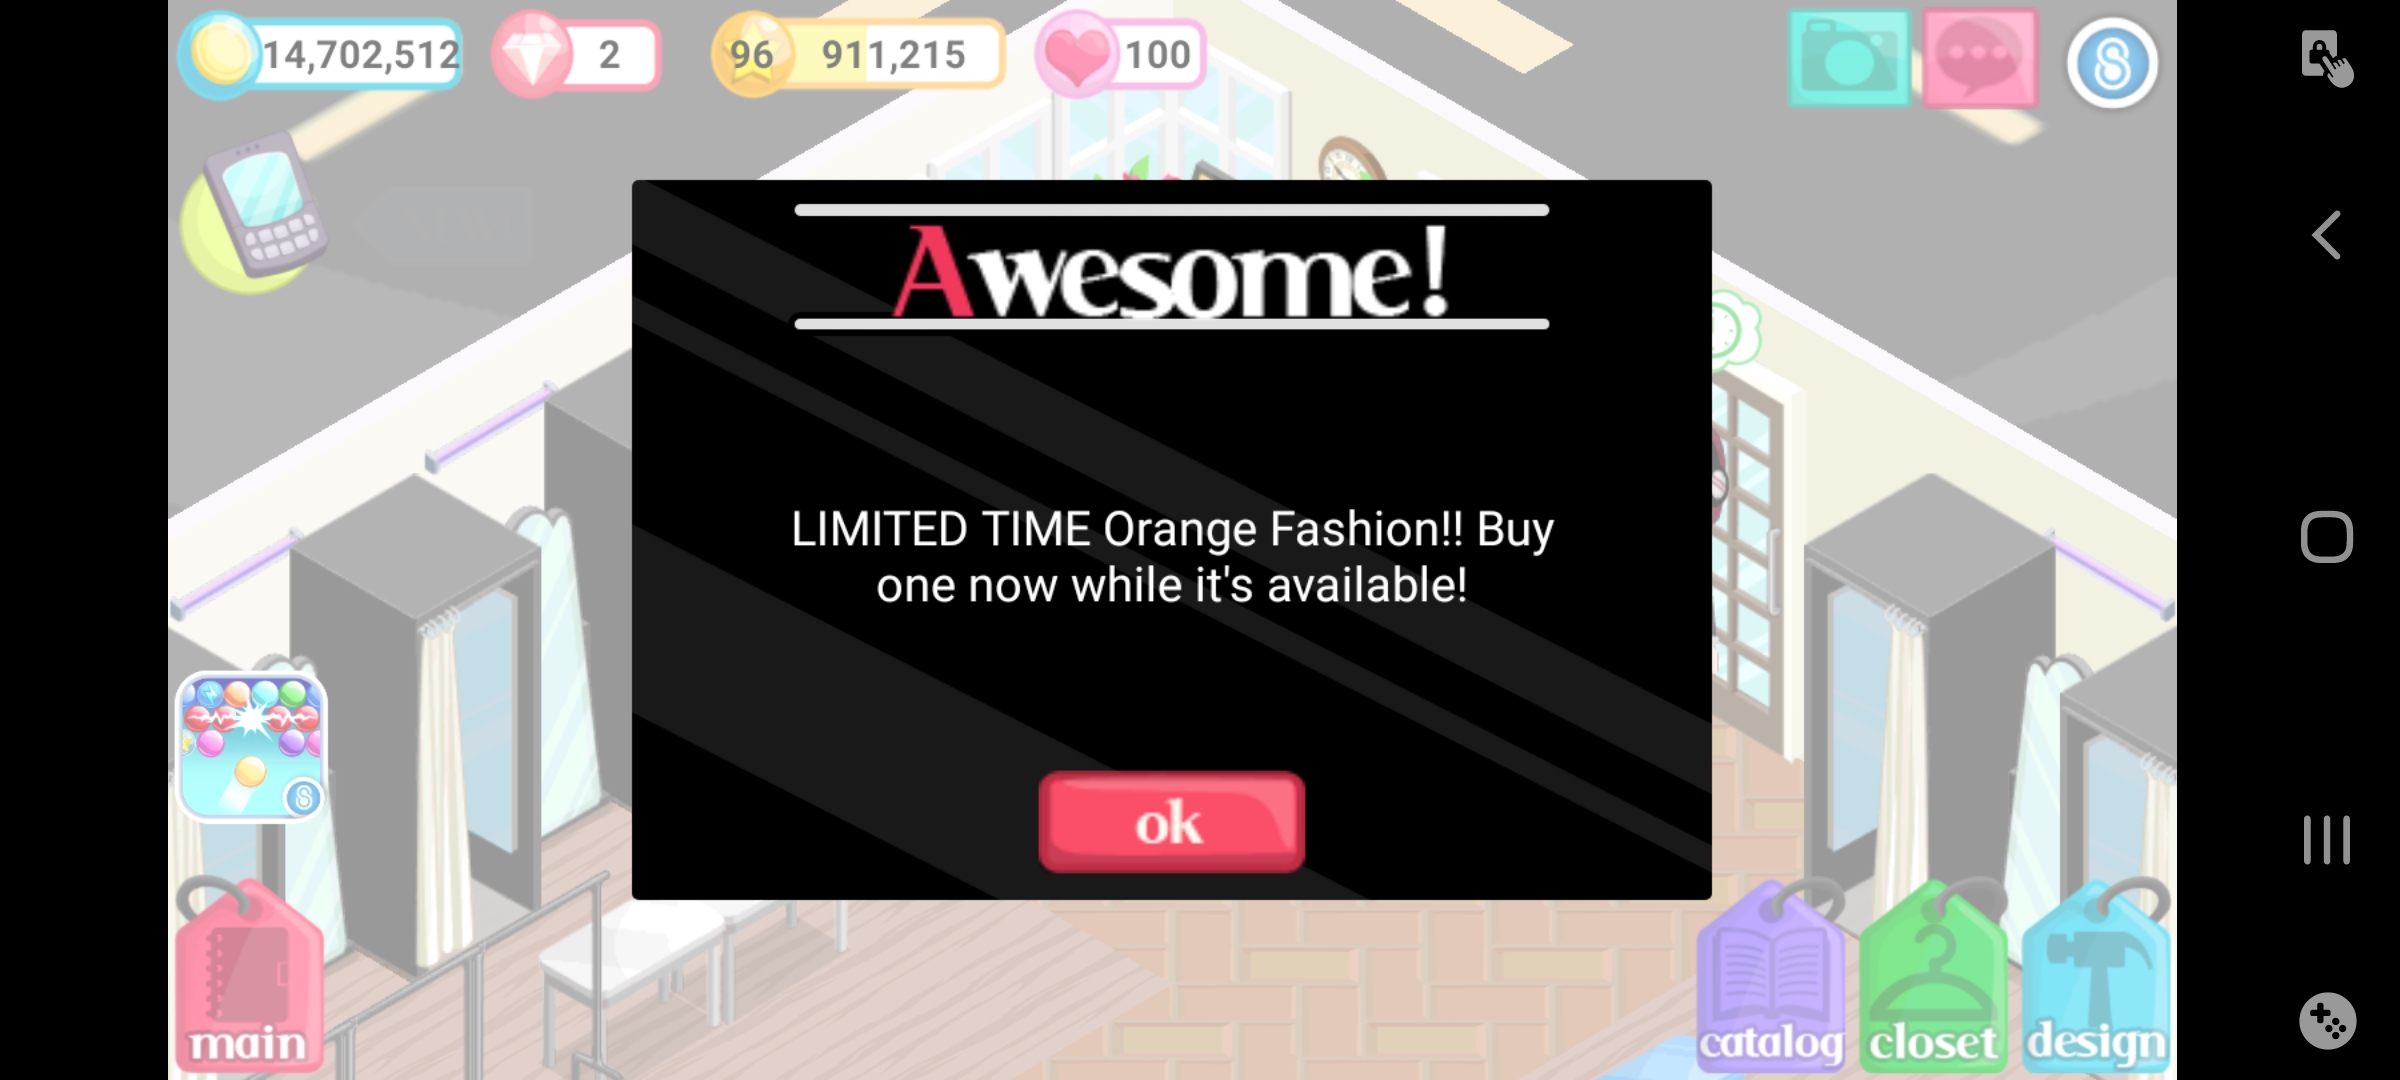 14,702,512
2
96
911,215
100
NEW
Awesome!
LIMITED TIME Orange Fashion!! Buy
one now while it's available!
ok
main
catalog
closet
design